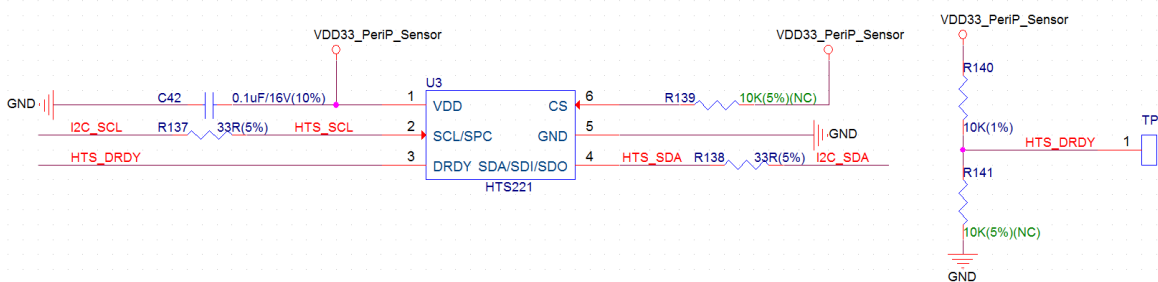 VDD33_PeriP_Sensor
VDD33_PeriP_Sensor
VDD33_PeriP_Sensor
GND
C42
0.1uF/16V(10%)
I2C_SCL
R137
33R(5%)
HTS_SCL
HTS_DRDY
U3
1
2
3
VDD
SCL/SPC
DRDY
CS
GND
SDA/SDI/SDO
HTS221
6
5
4
R139
10K(5%)(NC)
GND
HTS_SDA
R138
33R(5%)
I2C_SDA
R140
10K(1%)
HTS_DRDY
1
TP
R141
10K(5%)(NC)
GND